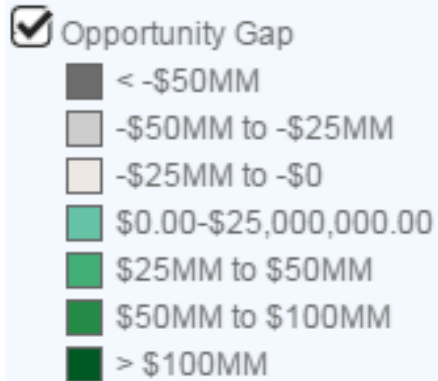 Opportunity Gap
< -$50MM
-$50MM to -$25MM
-$25MM to -$0
$0.00-$25,000,000.00
$25MM to $50MM
$50MM to $100MM
> $100MM